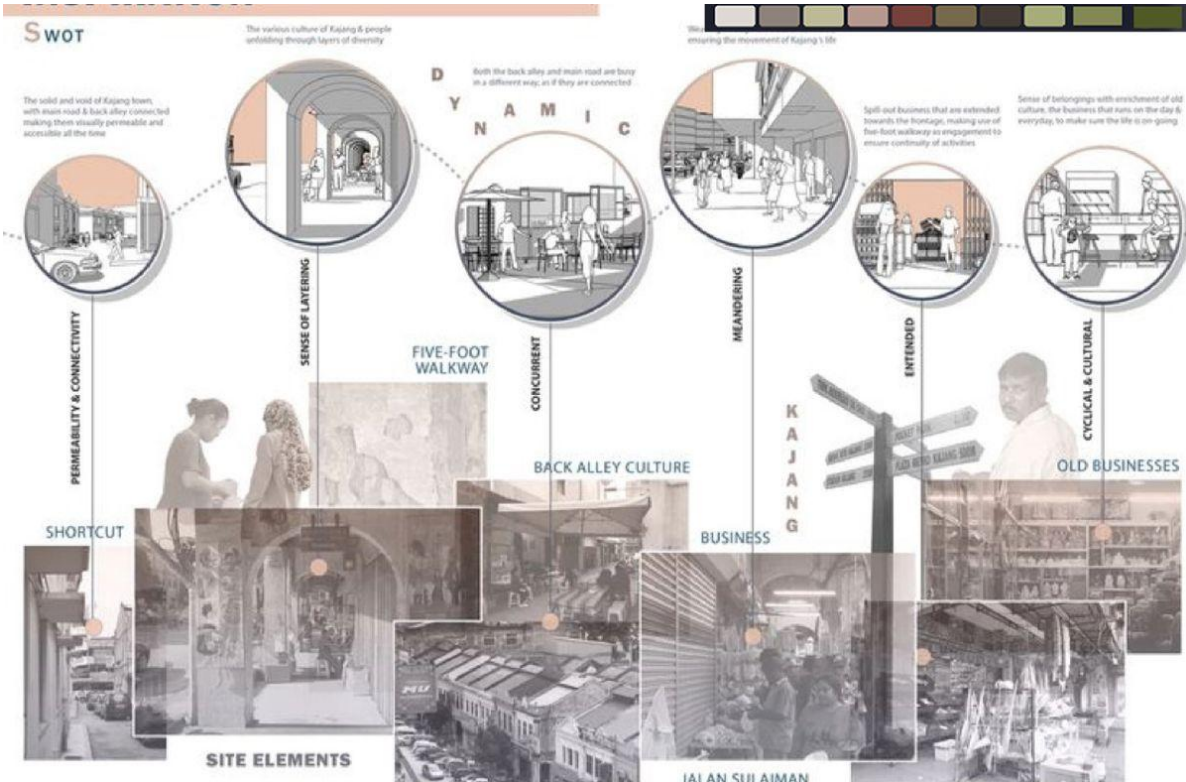 SWOT
The various culture of Kajang & people
unfolding through layers of diversity
ensuring the movement of Kajang's life
DYNAMIC
Both the back alley and main road are busy
in a different way, as if they are connected
The solid and void of Kajang town,
with main road & back alley connected
making them visually permeable and
accessible all the time
Spill out business that are extended
towards the frontage, making use of
five-foot walkway as engagement to
ensure continuity of activities
Sense of belongings with enrichment of old
culture, the business that runs on the day &
everyday, to make sure the life is on-going
PERMEABILITY & CONNECTIVITY
SENSE OF LAYERING
CONCURRENT
MEANDERING
ENTENDED
CYCLICAL & CULTURAL
FIVE-FOOT
WALKWAY
KAJANG
BACK ALLEY CULTURE
OLD BUSINESSES
SHORTCUT
BUSINESS
MU
SITE ELEMENTS
JALAN SULAIMAN